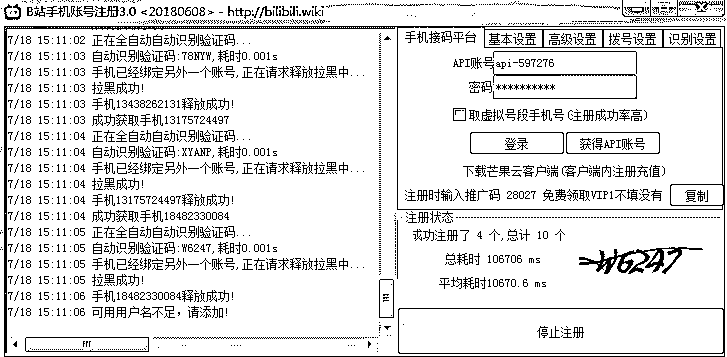 B站手机账号注册3.0 <20180608> - http://bilibili.wiki
7/18 15:11:02 正在全自动自动识别验证码...
7/18 15:11:03 自动识别验证码:78NYW,耗时0.001s
7/18 15:11:03 手机已经绑定另外一个账号,正在请求释放拉黑中...
7/18 15:11:03 拉黑成功!
7/18 15:11:03 手机13438262131释放成功!
7/18 15:11:03 成功获取手机13175724497
7/18 15:11:04 正在全自动自动识别验证码...
7/18 15:11:04 自动识别验证码:XYANP,耗时0.001s
7/18 15:11:04 手机已经绑定另外一个账号,正在请求释放拉黑中...
7/18 15:11:04 拉黑成功!
7/18 15:11:04 手机13175724497释放成功!
7/18 15:11:04 成功获取手机18482330084
7/18 15:11:05 正在全自动自动识别验证码...
7/18 15:11:05 自动识别验证码:W6247,耗时0.001s
7/18 15:11:05 手机已经绑定另外一个账号,正在请求释放拉黑中...
7/18 15:11:05 拉黑成功!
7/18 15:11:06 手机18482330084释放成功!
7/18 15:11:06 可用用户名不足，请添加!
手机接码平台 基本设置 高级设置 拨号设置 识别设置
API账号 api-597276
密码 **********
取虚拟号段手机号(注册成功率高)
登录 获得API账号
下载芒果云客户端(客户端内注册充值)
注册时输入推广码 28027 免费领取VIP1不填没有 复制
注册状态
成功注册了 4 个,总计 10 个
总耗时 106706 ms
平均耗时10670.6 ms
W6247
停止注册